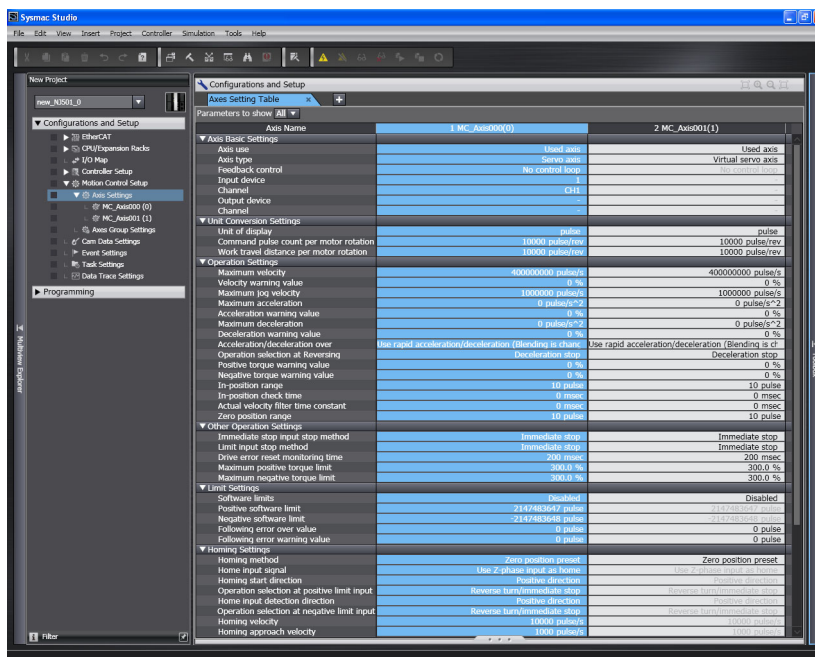 Sysmac Studio
File Edit View Insert Project Controller Simulation Tools Help
New Project
new_NJ501_0
Configurations and Setup
EtherCAT
CPU/Expansion Racks
I/O Map
Controller Setup
Motion Control Setup
Axis Settings
MC_Axis000 (0)
MC_Axis001 (1)
Axes Group Settings
Cam Data Settings
Event Settings
Task Settings
Data Trace Settings
Programming
Multiview Explorer
Filter
Configurations and Setup
Axes Setting Table
Parameters to show All
Axis Name 1 MC_Axis000(0) 2 MC_Axis001(1)
Axis Basic Settings
Axis use Used axis Used axis
Axis type Servo axis Virtual servo axis
Feedback control No control loop No control loop
Input device 1 -
Channel CH1 -
Output device - -
Channel - -
Unit Conversion Settings
Unit of display pulse pulse
Command pulse count per motor rotation 10000 pulse/rev 10000 pulse/rev
Work travel distance per motor rotation 10000 pulse/rev 10000 pulse/rev
Operation Settings
Maximum velocity 400000000 pulse/s 400000000 pulse/s
Velocity warning value 0 % 0 %
Maximum jog velocity 1000000 pulse/s 1000000 pulse/s
Maximum acceleration 0 pulse/s^2 0 pulse/s^2
Acceleration warning value 0 % 0 %
Maximum deceleration 0 pulse/s^2 0 pulse/s^2
Deceleration warning value 0 % 0 %
Acceleration/deceleration over Use rapid acceleration/deceleration (Blending is chanc Use rapid acceleration/deceleration (Blending is ch
Operation selection at Reversing Deceleration stop Deceleration stop
Positive torque warning value 0 % 0 %
Negative torque warning value 0 % 0 %
In-position range 10 pulse 10 pulse
In-position check time 0 msec 0 msec
Actual velocity filter time constant 0 msec 0 msec
Zero position range 10 pulse 10 pulse
Other Operation Settings
Immediate stop input stop method Immediate stop Immediate stop
Limit input stop method Immediate stop Immediate stop
Drive error reset monitoring time 200 msec 200 msec
Maximum positive torque limit 300.0 % 300.0 %
Maximum negative torque limit 300.0 % 300.0 %
Limit Settings
Software limits Disabled Disabled
Positive software limit 2147483647 pulse 2147483647 pulse
Negative software limit -2147483648 pulse -2147483648 pulse
Following error over value 0 pulse 0 pulse
Following error warning value 0 pulse 0 pulse
Homing Settings
Homing method Zero position preset Zero position preset
Home input signal Use Z-phase input as home Use Z-phase input as home
Homing start direction Positive direction Positive direction
Operation selection at positive limit input Reverse turn/immediate stop Reverse turn/immediate stop
Home input detection direction Positive direction Positive direction
Operation selection at negative limit input Reverse turn/immediate stop Reverse turn/immediate stop
Homing velocity 10000 pulse/s 10000 pulse/s
Homing approach velocity 1000 pulse/s 1000 pulse/s